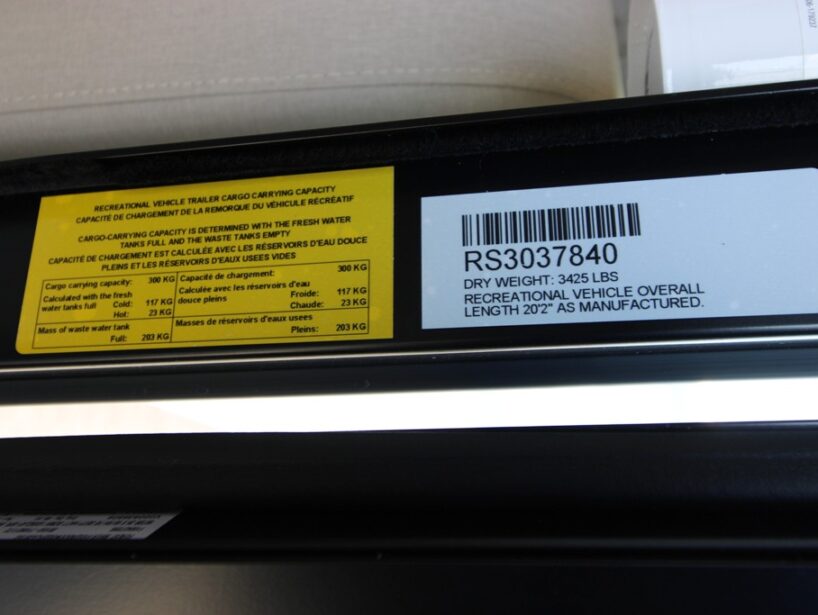 RECREATIONAL VEHICLE TRAILER CARGO CARRYING CAPACITY
CAPACITÉ DE CHARGEMENT DE LA REMORQUE DU VÉHICULE RÉCRÉATIF
CARGO-CARRYING CAPACITY IS DETERMINED WITH THE FRESH WATER
TANKS FULL AND THE WASTE TANKS EMPTY
CAPACITÉ DE CHARGEMENT EST CALCULÉE AVEC LES RÉSERVOIRS D'EAU DOUCE
PLEINS ET LES RÉSERVOIRS D'EAUX USEES VIDES
Cargo carrying capacity: 300 KG
Calculated with the fresh
water tanks full Cold: 117 KG
Hot: 23 KG
Mass of waste water tank
Full: 203 KG
Capacité de chargement: 300 KG
Calculée avec les réservoirs d'eau
douce pleins Froide: 117 KG
Chaude: 23 KG
Masses de réservoirs d'eaux usees
Pleins: 203 KG
RS3037840
DRY WEIGHT: 3425 LBS
RECREATIONAL VEHICLE OVERALL
LENGTH 20'2" AS MANUFACTURED.